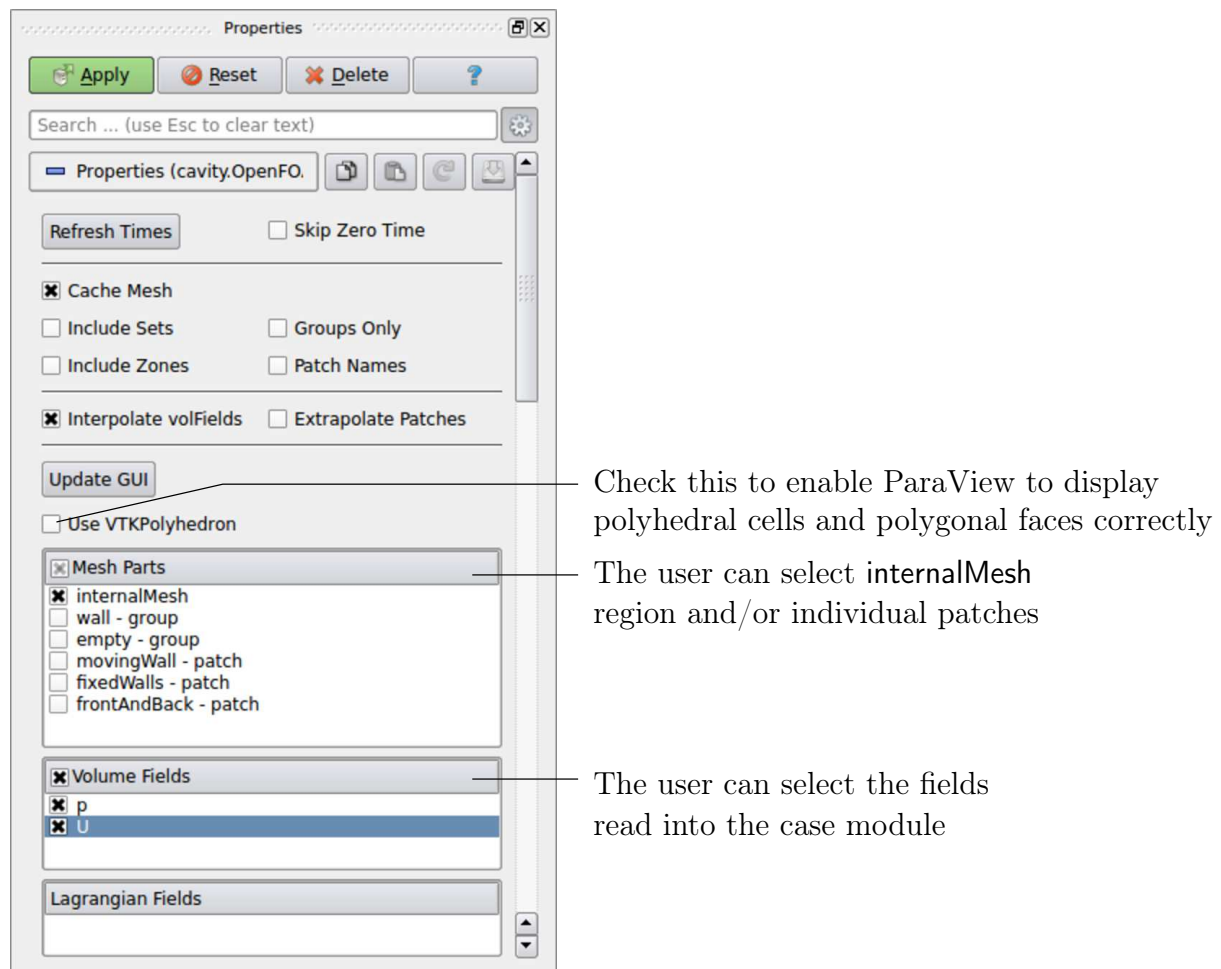 Properties
Apply Reset Delete ?
Search ... (use Esc to clear text)
Properties (cavity.OpenFO.
Refresh Times Skip Zero Time
Cache Mesh
Include Sets Groups Only
Include Zones Patch Names
Interpolate volFields Extrapolate Patches
Update GUI
Check this to enable ParaView to display
polyhedral cells and polygonal faces correctly
Use VTKPolyhedron
Mesh Parts
The user can select internalMesh
region and/or individual patches
internalMesh
wall - group
empty - group
movingWall - patch
fixedWalls - patch
frontAndBack - patch
Volume Fields
The user can select the fields
read into the case module
p
U
Lagrangian Fields